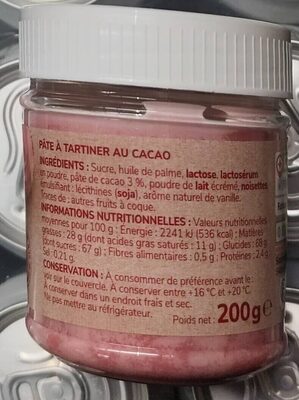 PÂTE À TARTINER AU CACAO
INGRÉDIENTS : Sucre, huile de palme, lactose, lactosérum
en poudre, pâte de cacao 3 %, poudre de lait écrémé, noisettes,
émulsifiant : lécithines (soja), arôme naturel de vanille.
Traces de : autres fruits à coque.
INFORMATIONS NUTRITIONNELLES : Valeurs nutritionnelles
moyennes pour 100 g : Énergie : 2241 kJ (536 kcal) ; Matières
grasses : 28 g (dont acides gras saturés : 11 g) ; Glucides : 68 g
(dont sucres : 67 g) ; Fibres alimentaires : 0,5 g ; Protéines : 2,4 g
Sel : 0,21 g.
CONSERVATION : À consommer de préférence avant le :
jau sur le couvercle. À conserver entre +16 °C et +20 °C.
À conserver dans un endroit frais et sec.
Ne pas mettre au réfrigérateur.
Poids net : 200g e